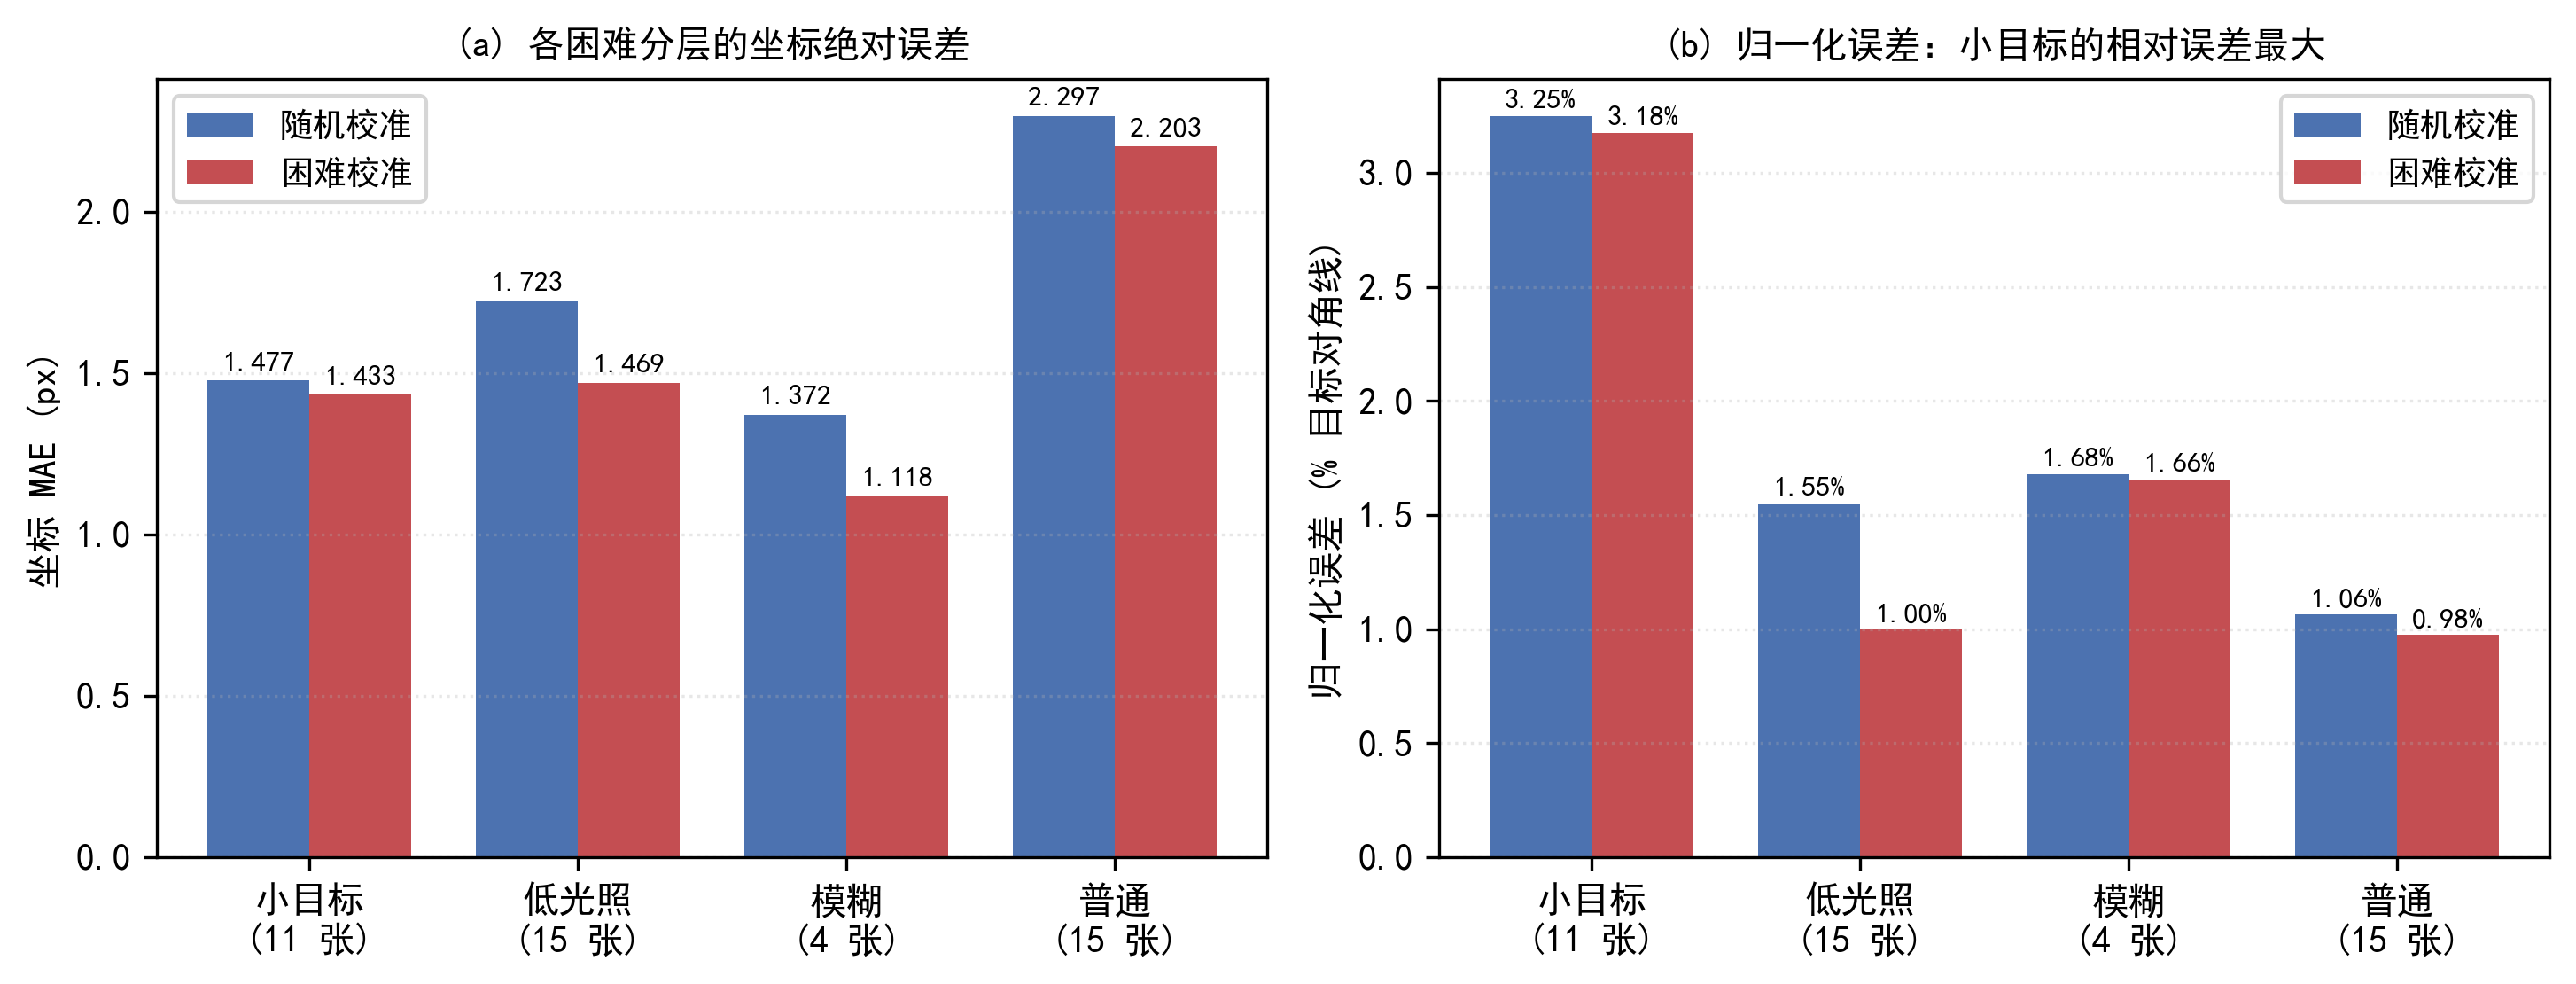 (a) 各困难分层的坐标绝对误差
随机校准
困难校准
坐标 MAE (px)
2.0
1.5
1.0
0.5
0.0
1.477
1.433
1.723
1.469
1.372
1.118
2.297
2.203
小目标
(11 张)
低光照
(15 张)
模糊
(4 张)
普通
(15 张)
(b) 归一化误差：小目标的相对误差最大
随机校准
困难校准
归一化误差 (% 目标对角线)
3.0
2.5
2.0
1.5
1.0
0.5
0.0
3.25%
3.18%
1.55%
1.00%
1.68%
1.66%
1.06%
0.98%
小目标
(11 张)
低光照
(15 张)
模糊
(4 张)
普通
(15 张)